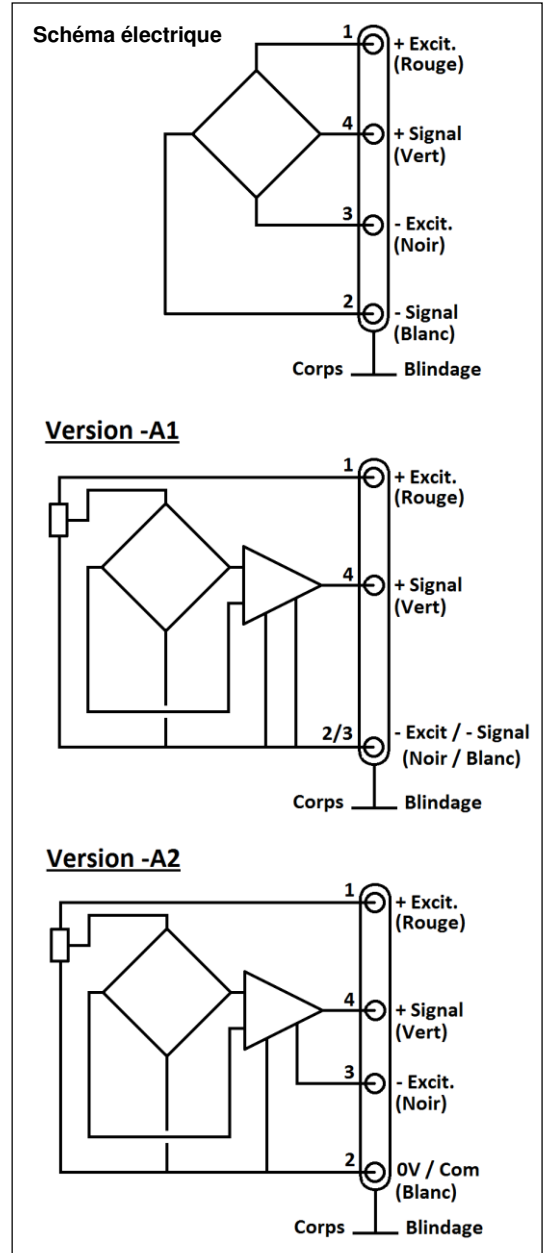 Schéma électrique
1
+ Excit.
(Rouge)
4
+ Signal
(Vert)
3
- Excit.
(Noir)
2
- Signal
(Blanc)
Corps Blindage
Version -A1
1
+ Excit.
(Rouge)
4
+ Signal
(Vert)
2/3
- Excit / - Signal
(Noir / Blanc)
Corps Blindage
Version -A2
1
+ Excit.
(Rouge)
4
+ Signal
(Vert)
3
- Excit.
(Noir)
2
0V / Com
(Blanc)
Corps Blindage